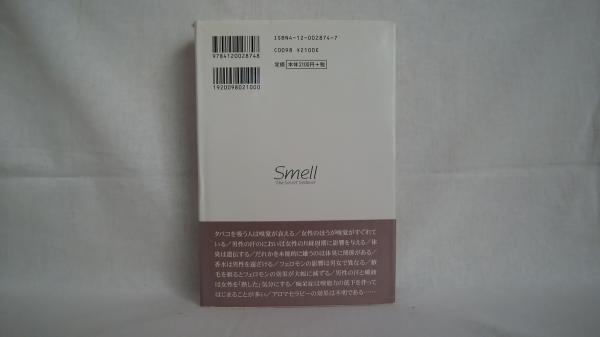 ISBN4-12-002874-7
C0098 ¥2100E
定価 本体2100円+税
9784120028748
1920098021000
Smell
The Secret Seducer
タバコを吸う人は嗅覚が衰える／女性のほうが嗅覚がすぐれて
いる／男性の汗のにおいは女性の月経周期に影響を与える／体
臭は遺伝する／だれかを本能的に嫌うのは体臭に関係がある／
香水は男性を遠ざける／フェロモンの影響は男女で異なる／腋
毛を剃るとフェロモンの効果が大幅に減ずる／男性の汗と
は女性を「熱した」気分にする／痴呆症は嗅覚力の低下を伴って
はじまることが多い／アロマセラピーの効果は不明である……